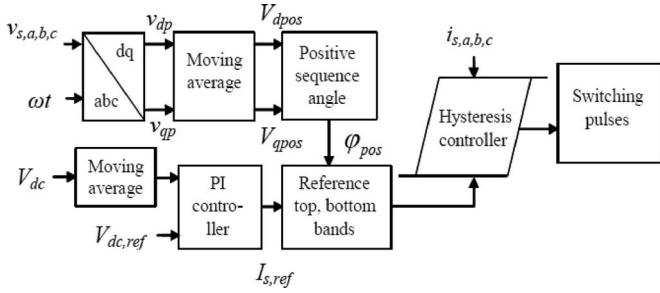 v_{s,a,b,c}
ωt
dq
abc
v_{dp}
v_{qp}
Moving
average
V_{dpos}
V_{qpos}
Positive
sequence
angle
φ_{pos}
i_{s,a,b,c}
Hysteresis
controller
Switching
pulses
V_{dc}
Moving
average
V_{dc,ref}
PI
contro-
ller
I_{s,ref}
Reference
top, bottom
bands